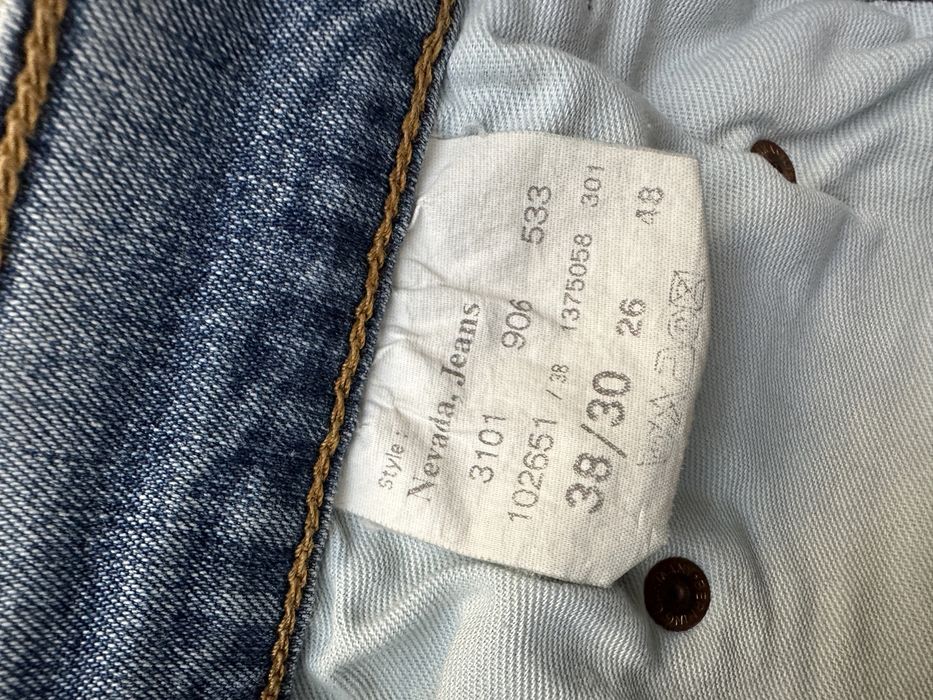 Style :
Nevada, Jeans
3101 906 533
102651 / 38 1375058 301
38/30 26 48